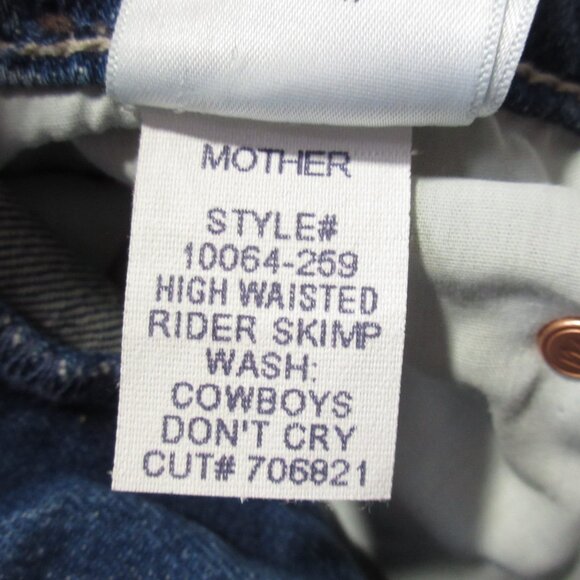 MOTHER
STYLE#
10064-259
HIGH WAISTED
RIDER SKIMP
WASH:
COWBOYS
DON'T CRY
CUT# 706821